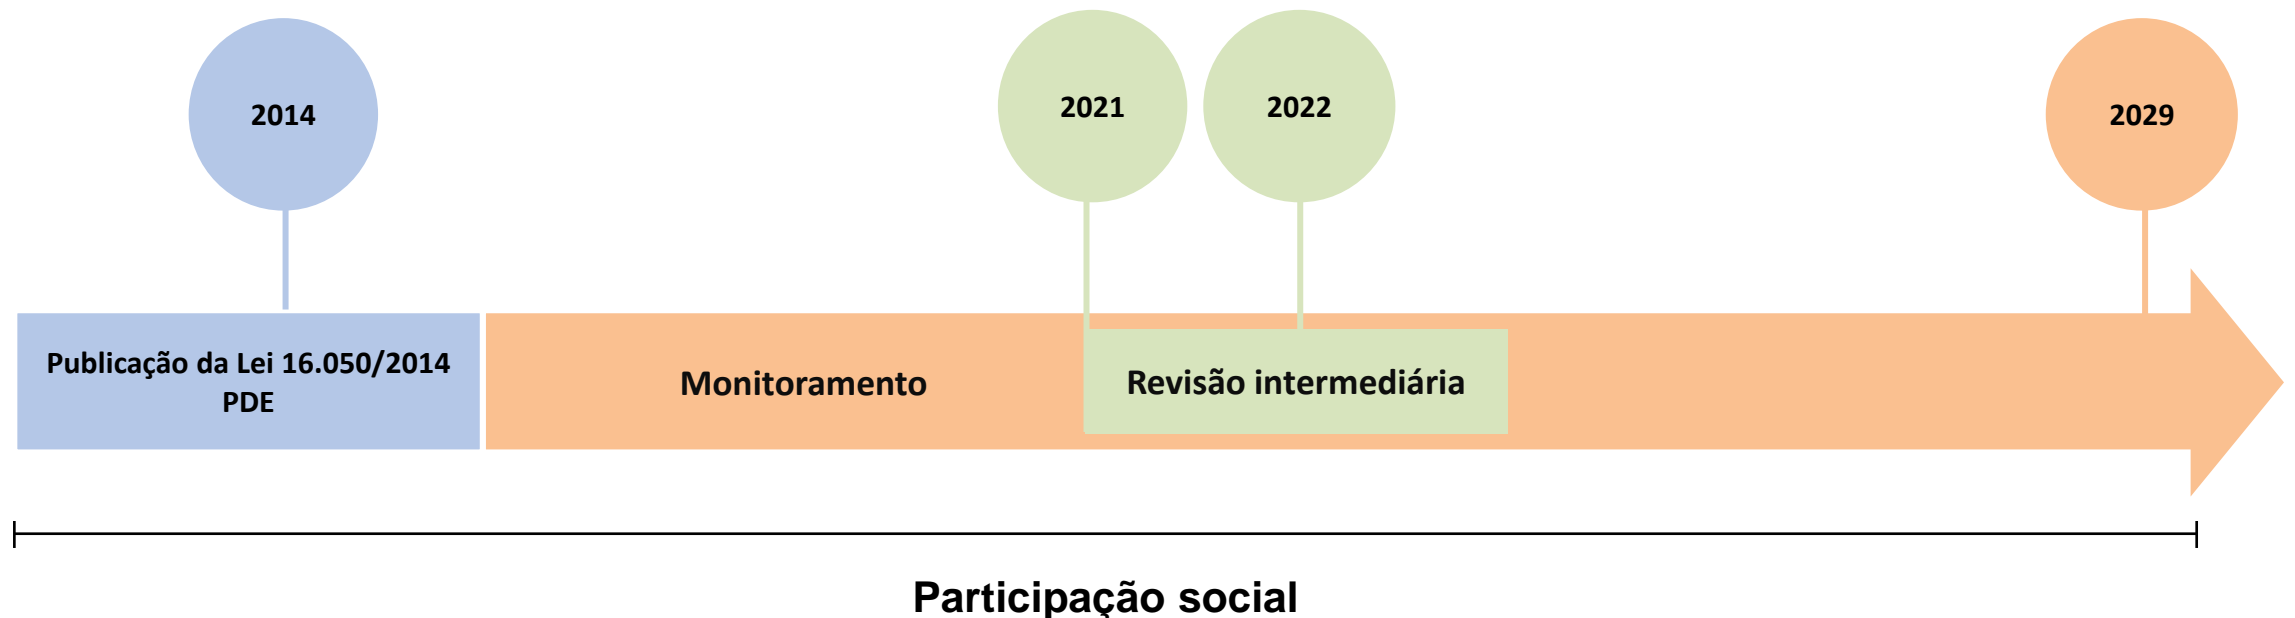 2014
2021
2022
2029
Publicação da Lei 16.050/2014
PDE
Monitoramento
Revisão intermediária
Participação social